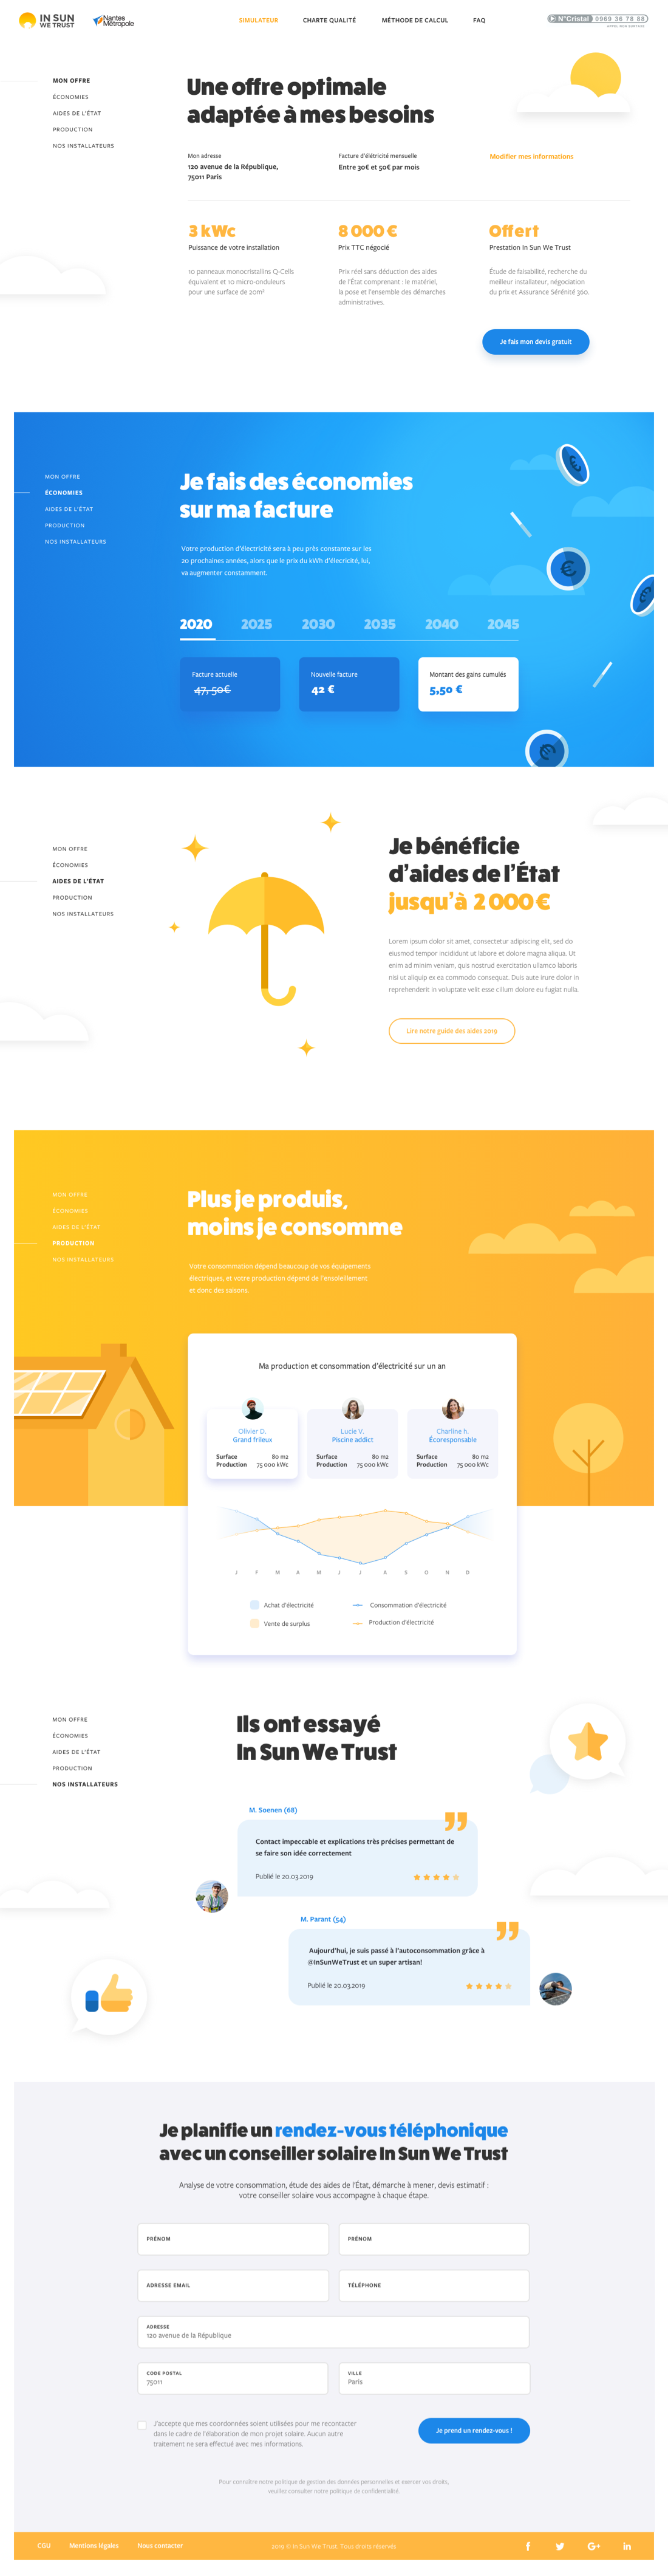 IN SUN
WE TRUST
Nantes
Métropole
SIMULATEUR
CHARTE QUALITÉ
MÉTHODE DE CALCUL
FAQ
N°Cristal 0969 36 78 89
APPEL NON SURTAXÉ
MON OFFRE
ÉCONOMIES
AIDES DE L'ÉTAT
PRODUCTION
NOS INSTALLATEURS
Une offre optimale
adaptée à mes besoins
Mon adresse
120 avenue de la République,
75011 Paris
Facture d'élétricité mensuelle
Entre 30€ et 50€ par mois
Modifier mes informations
3 kWc
Puissance de votre installation
10 panneaux monocristallins Q-Cells
équivalent et 10 micro-onduleurs
pour une surface de 20m²
8 000 €
Prix TTC négocié
Prix réel sans déduction des aides
de l'État comprenant : le matériel,
la pose et l'ensemble des démarches
administratives.
Offert
Prestation In Sun We Trust
Étude de faisabilité, recherche du
meilleur installateur, négociation
du prix et Assurance Sérénité 360.
Je fais mon devis gratuit
MON OFFRE
ÉCONOMIES
AIDES DE L'ÉTAT
PRODUCTION
NOS INSTALLATEURS
Je fais des économies
sur ma facture
Votre production d'électricité sera à peu près constante sur les
20 prochaines années, alors que le prix du kWh d'élecricité, lui,
va augmenter constamment.
2020
2025
2030
2035
2040
2045
Facture actuelle
47, 50€
Nouvelle facture
42 €
Montant des gains cumulés
5,50 €
MON OFFRE
ÉCONOMIES
AIDES DE L'ÉTAT
PRODUCTION
NOS INSTALLATEURS
Je bénéficie
d'aides de l'État
jusqu'à 2 000 €
Lorem ipsum dolor sit amet, consectetur adipiscing elit, sed do
eiusmod tempor incididunt ut labore et dolore magna aliqua. Ut
enim ad minim veniam, quis nostrud exercitation ullamco laboris
nisi ut aliquip ex ea commodo consequat. Duis aute irure dolor in
reprehenderit in voluptate velit esse cillum dolore eu fugiat nulla.
Lire notre guide des aides 2019
MON OFFRE
ÉCONOMIES
AIDES DE L'ÉTAT
PRODUCTION
NOS INSTALLATEURS
Plus je produis,
moins je consomme
Votre consommation dépend beaucoup de vos équipements
électriques, et votre production dépend de l'ensoleillement
et donc des saisons.
Ma production et consommation d'électricité sur un an
Olivier D.
Grand frileux
Surface 80 m2
Production 75 000 kWc
Lucie V.
Piscine addict
Surface 80 m2
Production 75 000 kWc
Charline h.
Écoresponsable
Surface 80 m2
Production 75 000 kWc
J F M A M J J A S O N D
Achat d'électricité
Consommation d'électricité
Vente de surplus
Production d'électricité
MON OFFRE
ÉCONOMIES
AIDES DE L'ÉTAT
PRODUCTION
NOS INSTALLATEURS
Ils ont essayé
In Sun We Trust
M. Soenen (68)
Contact impeccable et explications très précises permettant de
se faire son idée correctement
Publié le 20.03.2019
M. Parant (54)
Aujourd'hui, je suis passé à l'autoconsommation grâce à
@InSunWeTrust et un super artisan!
Publié le 20.03.2019
Je planifie un rendez-vous téléphonique
avec un conseiller solaire In Sun We Trust
Analyse de votre consommation, étude des aides de l'État, démarche à mener, devis estimatif :
votre conseiller solaire vous accompagne à chaque étape.
PRÉNOM
PRÉNOM
ADRESSE EMAIL
TÉLÉPHONE
ADRESSE
120 avenue de la République
CODE POSTAL
75011
VILLE
Paris
J'accepte que mes coordonnées soient utilisées pour me recontacter
dans le cadre de l'élaboration de mon projet solaire. Aucun autre
traitement ne sera effectué avec mes informations.
Je prend un rendez-vous !
Pour connaître notre politique de gestion des données personnelles et exercer vos droits,
veuillez consulter notre politique de confidentialité.
CGU
Mentions légales
Nous contacter
2019 © In Sun We Trust. Tous droits réservés